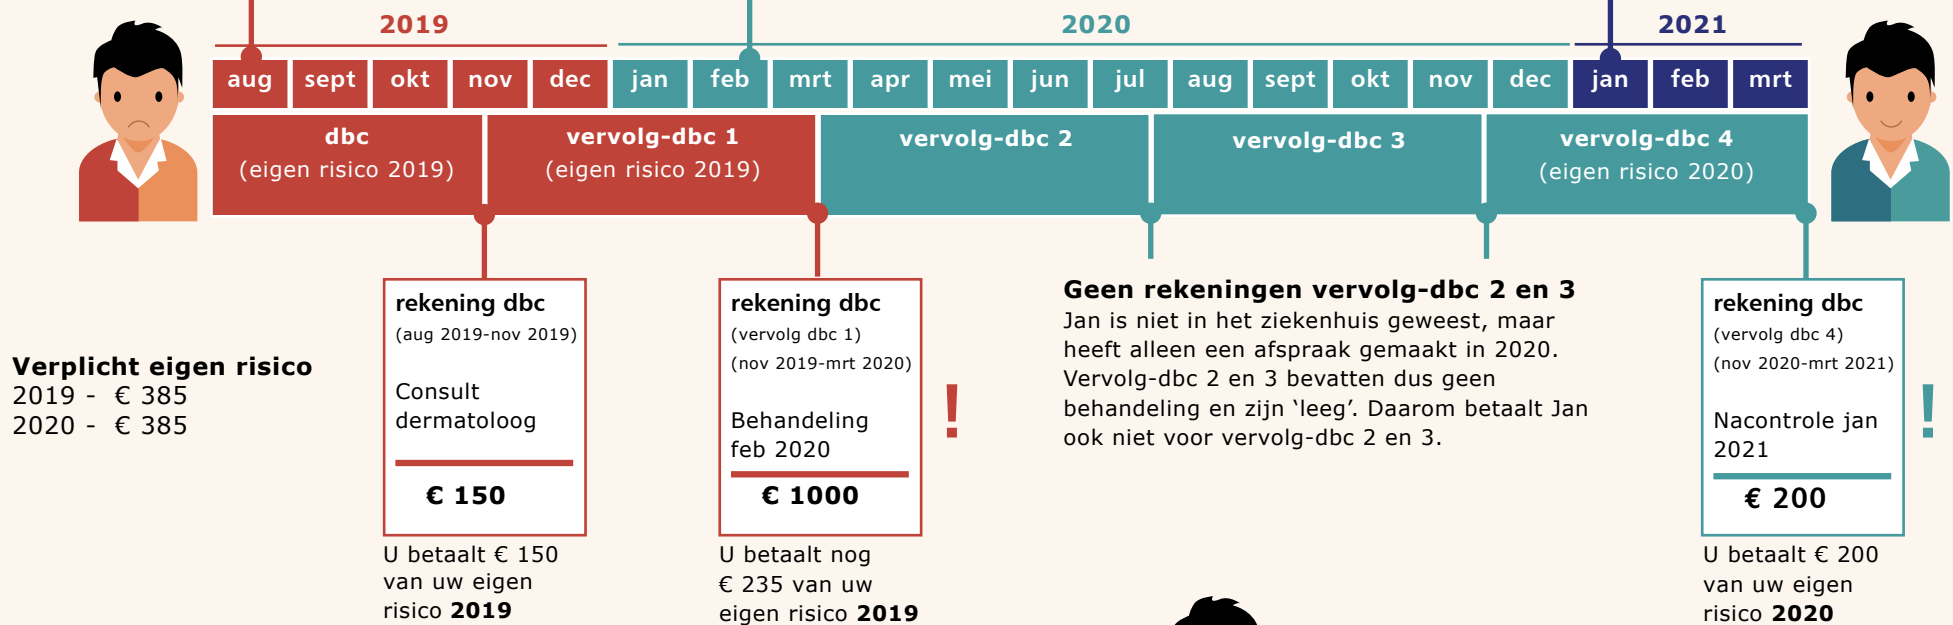 2019
2020
2021
aug sept okt nov dec jan feb mrt apr mei jun jul aug sept okt nov dec jan feb mrt
dbc
(eigen risico 2019)
vervolg-dbc 1
(eigen risico 2019)
vervolg-dbc 2
vervolg-dbc 3
vervolg-dbc 4
(eigen risico 2020)
Verplicht eigen risico
2019 - € 385
2020 - € 385
rekening dbc
(aug 2019-nov 2019)
Consult
dermatoloog
€ 150
U betaalt € 150
van uw eigen
risico 2019
rekening dbc
(vervolg dbc 1)
(nov 2019-mrt 2020)
Behandeling
feb 2020
€ 1000
!
U betaalt nog
€ 235 van uw
eigen risico 2019
Geen rekeningen vervolg-dbc 2 en 3
Jan is niet in het ziekenhuis geweest, maar
heeft alleen een afspraak gemaakt in 2020.
Vervolg-dbc 2 en 3 bevatten dus geen
behandeling en zijn ‘leeg’. Daarom betaalt Jan
ook niet voor vervolg-dbc 2 en 3.
rekening dbc
(vervolg dbc 4)
(nov 2020-mrt 2021)
Nacontrole jan
2021
€ 200
!
U betaalt € 200
van uw eigen
risico 2020